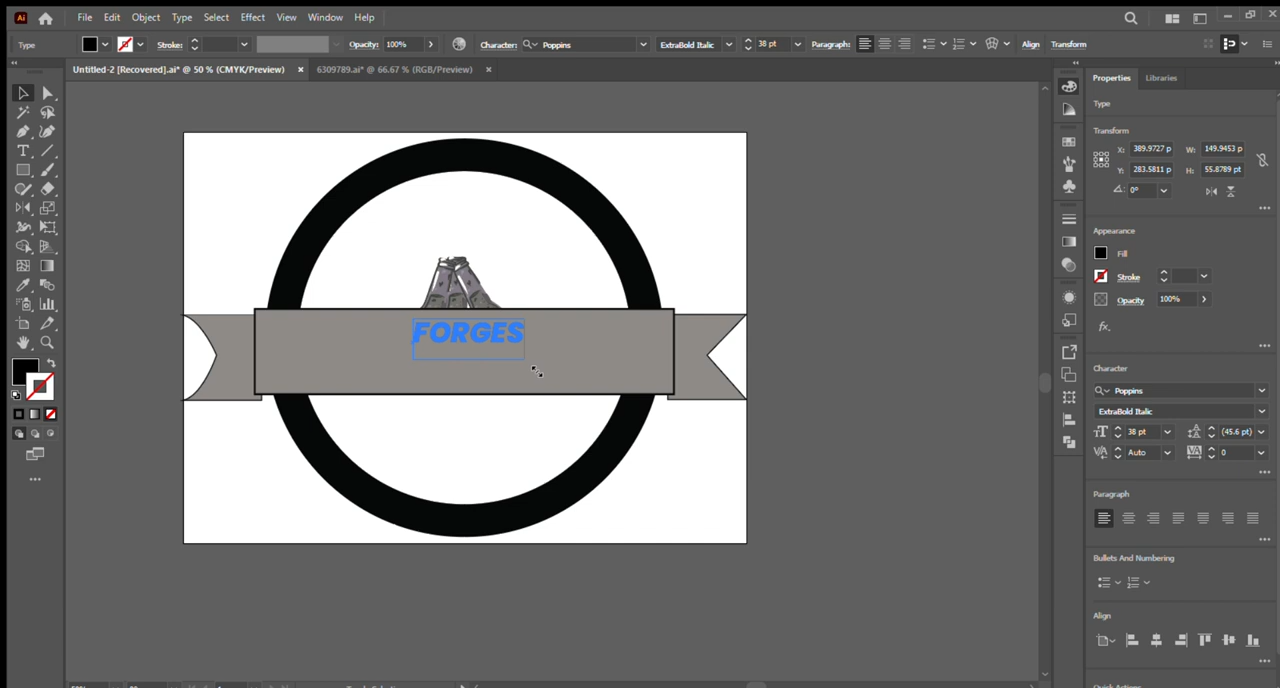 Ai File Edit Object Type Select Effect View Window Help
Type Stroke: Opacity: 100% Character: Poppins ExtraBold Italic 38 pt Paragraph: Align Transform
Untitled-2 [Recovered].ai* @ 50 % (CMYK/Preview) × 6309789.ai* @ 66.67 % (RGB/Preview) ×
Properties Libraries
Type
Transform
X: 389.9727 p W: 149.9453 p
Y: 283.5811 p H: 55.8789 pt
0°
Appearance
Fill
Stroke
Opacity 100%
fx.
FORGES
Character
Poppins
ExtraBold Italic
38 pt (45.6 pt)
Auto 0
Paragraph
Bullets And Numbering
Align